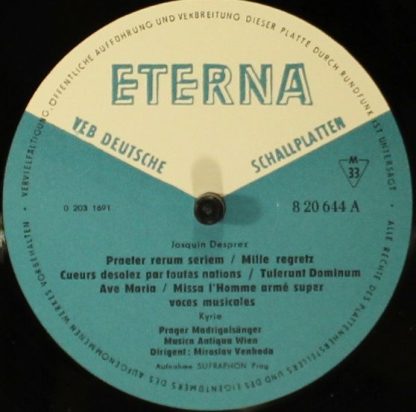 VERVIELFÄLTIGUNG, ÖFFENTLICHE AUFFÜHRUNG UND VERBREITUNG DIESER PLATTE DURCH RUNDFUNK IST UNTERSAGT ·
ETERNA
VEB DEUTSCHE SCHALLPLATTEN
M
33
0 203 1691
8 20 644 A
Josquin Desprez
Praeter rerum seriem / Mille regretz
Cueurs desolez par toutas nations / Tulerunt Dominum
Ave Maria / Missa l'Homme armé super
voces musicales
Kyrie
Prager Madrigalsänger
Musica Antiqua Wien
Dirigent: Miroslav Venhoda
Aufnahme SUPRAPHON Prag
ALLE RECHTE DES PLATTENHERSTELLERS UND DES EIGENTÜMERS DES AUFGENOMMENEN WERKES VORBEHALTEN ·